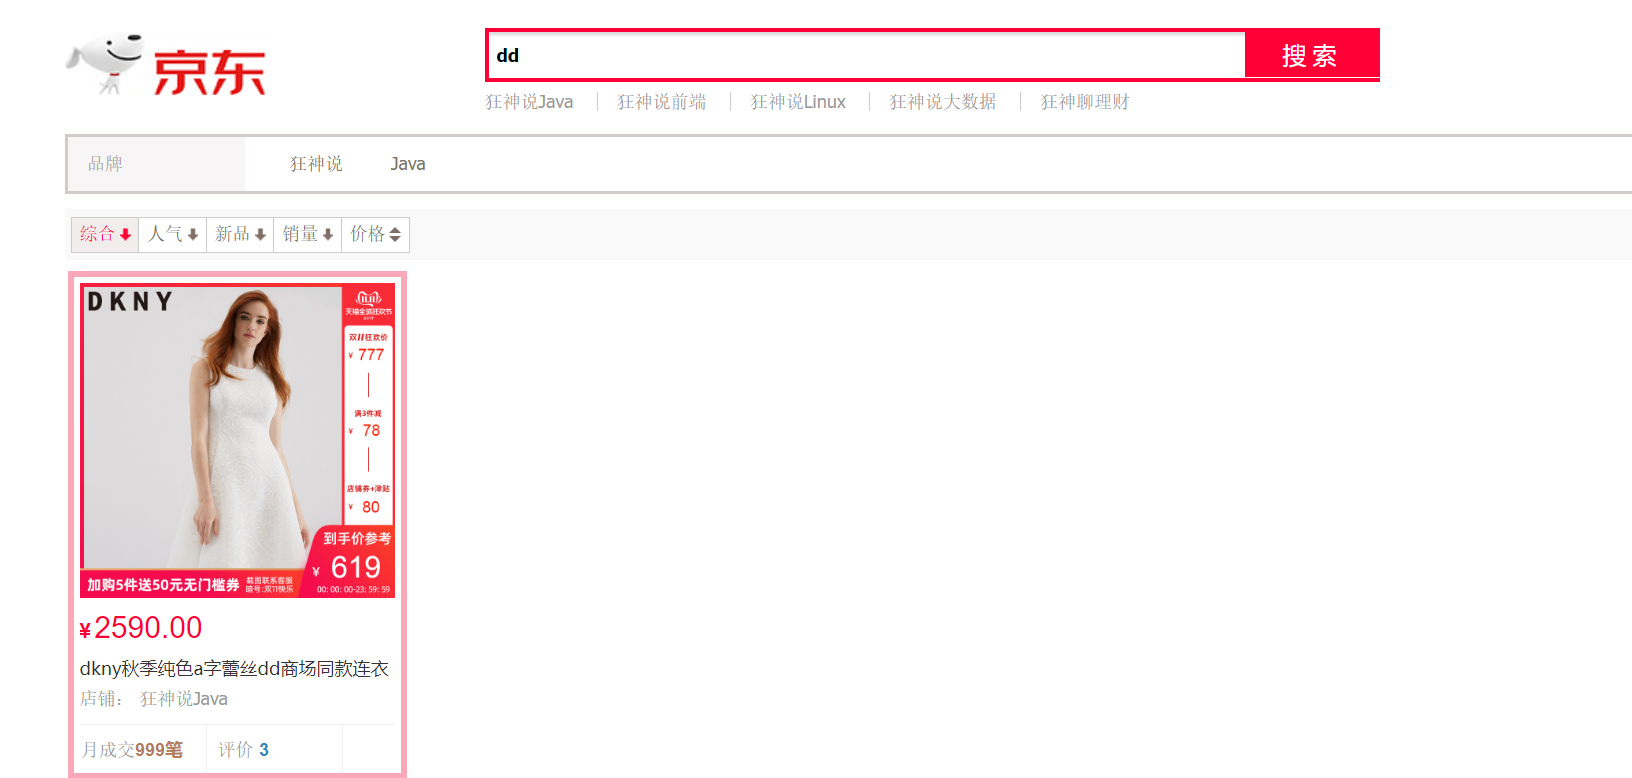 京东
dd
搜索
狂神说Java
狂神说前端
狂神说Linux
狂神说大数据
狂神聊理财
品牌
狂神说
Java
综合
人气
新品
销量
价格
DKNY
天猫全球狂欢节
双11狂欢价
¥ 777
满3件减
¥ 78
店铺券+津贴
¥ 80
到手价参考
¥ 619
00: 00: 00-23: 59: 59
加购5件送50元无门槛券
截图联系客服
暗号:双11快乐
¥2590.00
dkny秋季纯色a字蕾丝dd商场同款连衣
店铺： 狂神说Java
月成交999笔
评价 3